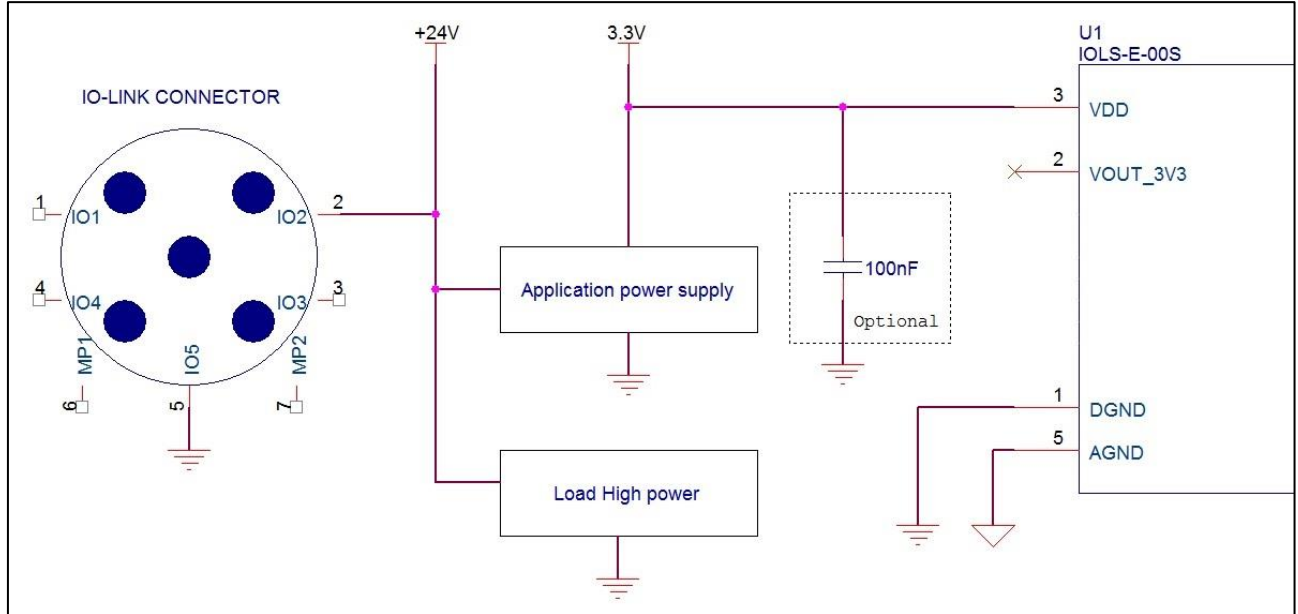 +24V
3.3V
U1
IOLS-E-00S
IO-LINK CONNECTOR
3
VDD
2
VOUT_3V3
1
IO1
IO2
2
100nF
Application power supply
4
IO4
IO3
3
Optional
MP1
IO5
MP2
6
5
7
1
DGND
5
AGND
Load High power